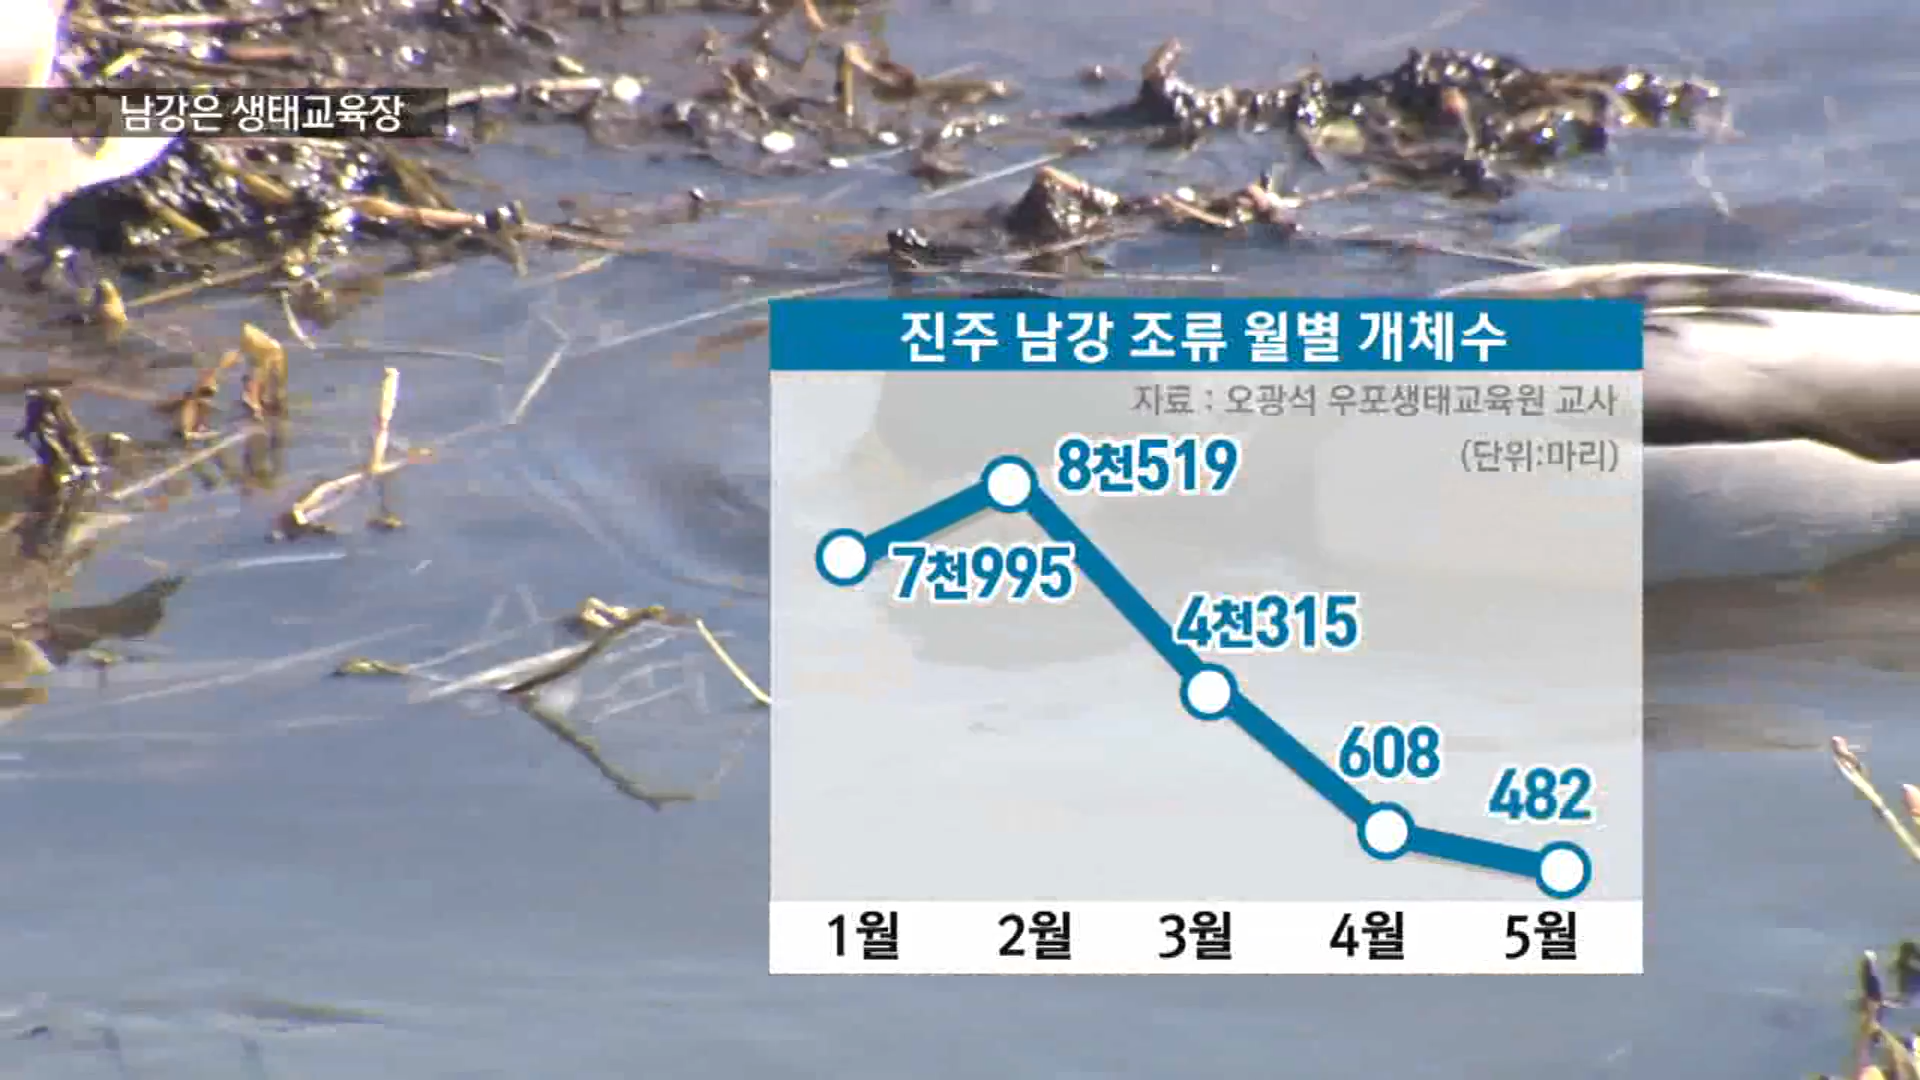 남강은 생태교육장
진주 남강 조류 월별 개체수
자료 : 오광석 우포생태교육원 교사
(단위:마리)
8천519
7천995
4천315
608
482
1월 2월 3월 4월 5월